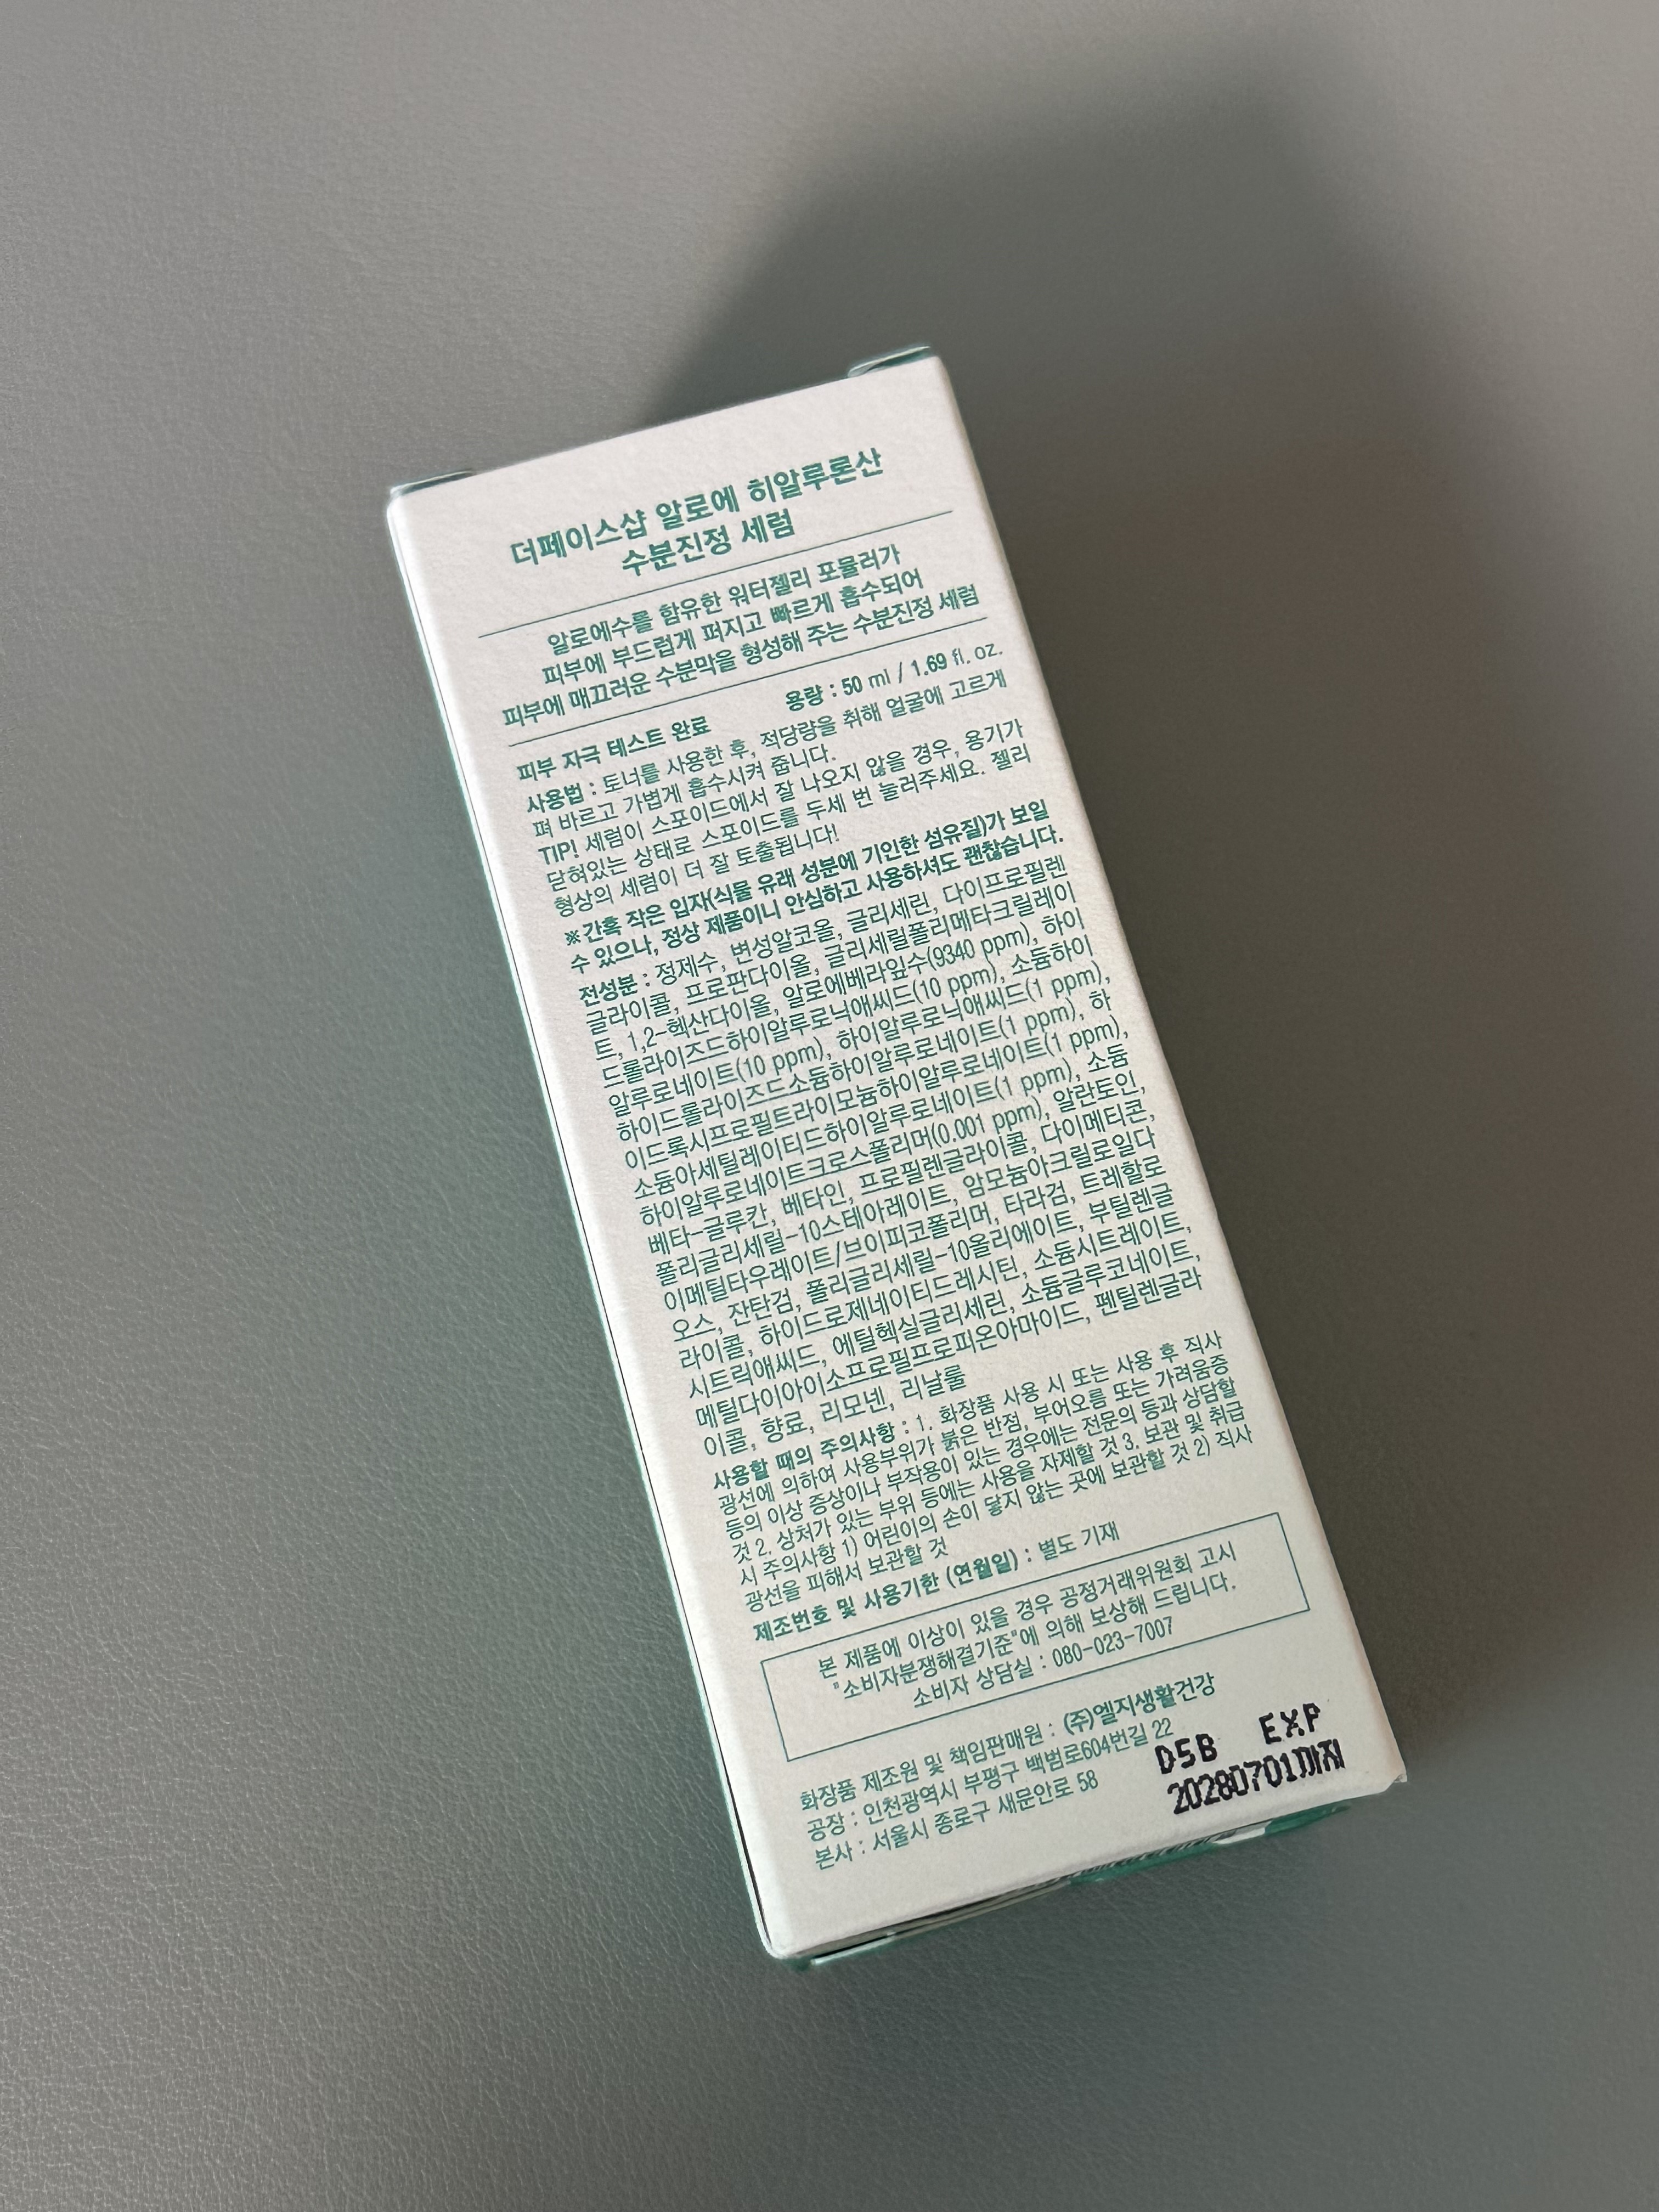 더페이스샵 알로에 히알루론산
수분진정 세럼
알로에수를 함유한 워터젤리 포뮬러가
피부에 부드럽게 퍼지고 빠르게 흡수되어
피부에 매끄러운 수분막을 형성해 주는 수분진정 세럼
피부 자극 테스트 완료 용량 : 50 ml / 1.69 fl. oz.
사용법 : 토너를 사용한 후, 적당량을 취해 얼굴에 고르게
펴 바르고 가볍게 흡수시켜 줍니다.
TIP! 세럼이 스포이드에서 잘 나오지 않을 경우, 용기가
닫혀있는 상태로 스포이드를 두세 번 눌러주세요. 젤리
형상의 세럼이 더 잘 토출됩니다!
※간혹 작은 입자(식물 유래 성분에 기인한 섬유질)가 보일
수 있으나, 정상 제품이니 안심하고 사용하셔도 괜찮습니다.
전성분 : 정제수, 변성알코올, 글리세린, 다이프로필렌
글라이콜, 프로판다이올, 글리세릴폴리메타크릴레이
트, 1,2-헥산다이올, 알로에베라잎수(9340 ppm), 하이
드롤라이즈드하이알루로닉애씨드(10 ppm), 소듐하이
알루로네이트(10 ppm), 하이알루로닉애씨드(1 ppm),
하이드롤라이즈드소듐하이알루로네이트(1 ppm), 하
이드록시프로필트라이모늄하이알루로네이트(1 ppm),
소듐아세틸레이티드하이알루로네이트(1 ppm), 소듐
하이알루로네이트크로스폴리머(0.001 ppm), 알란토인,
베타-글루칸, 베타인, 프로필렌글라이콜, 다이메티콘,
폴리글리세릴-10스테아레이트, 암모늄아크릴로일다
이메틸타우레이트/브이피코폴리머, 타라검, 트레할로
오스, 잔탄검, 폴리글리세릴-10올리에이트, 부틸렌글
라이콜, 하이드로제네이티드레시틴, 소듐시트레이트,
시트릭애씨드, 에틸헥실글리세린, 소듐글루코네이트,
메틸다이아이소프로필프로피온아마이드, 펜틸렌글라
이콜, 향료, 리모넨, 리날룰
사용할 때의 주의사항 : 1. 화장품 사용 시 또는 사용 후 직사
광선에 의하여 사용부위가 붉은 반점, 부어오름 또는 가려움증
등의 이상 증상이나 부작용이 있는 경우에는 전문의 등과 상담할
것 2. 상처가 있는 부위 등에는 사용을 자제할 것 3. 보관 및 취급
시 주의사항 1) 어린이의 손이 닿지 않는 곳에 보관할 것 2) 직사
광선을 피해서 보관할 것
제조번호 및 사용기한 (연월일) : 별도 기재
본 제품에 이상이 있을 경우 공정거래위원회 고시
"소비자분쟁해결기준"에 의해 보상해 드립니다.
소비자 상담실 : 080-023-7007
화장품 제조원 및 책임판매원 : (주)엘지생활건강
공장 : 인천광역시 부평구 백범로604번길 22
본사 : 서울시 종로구 새문안로 58
D5B EXP
20280701까지